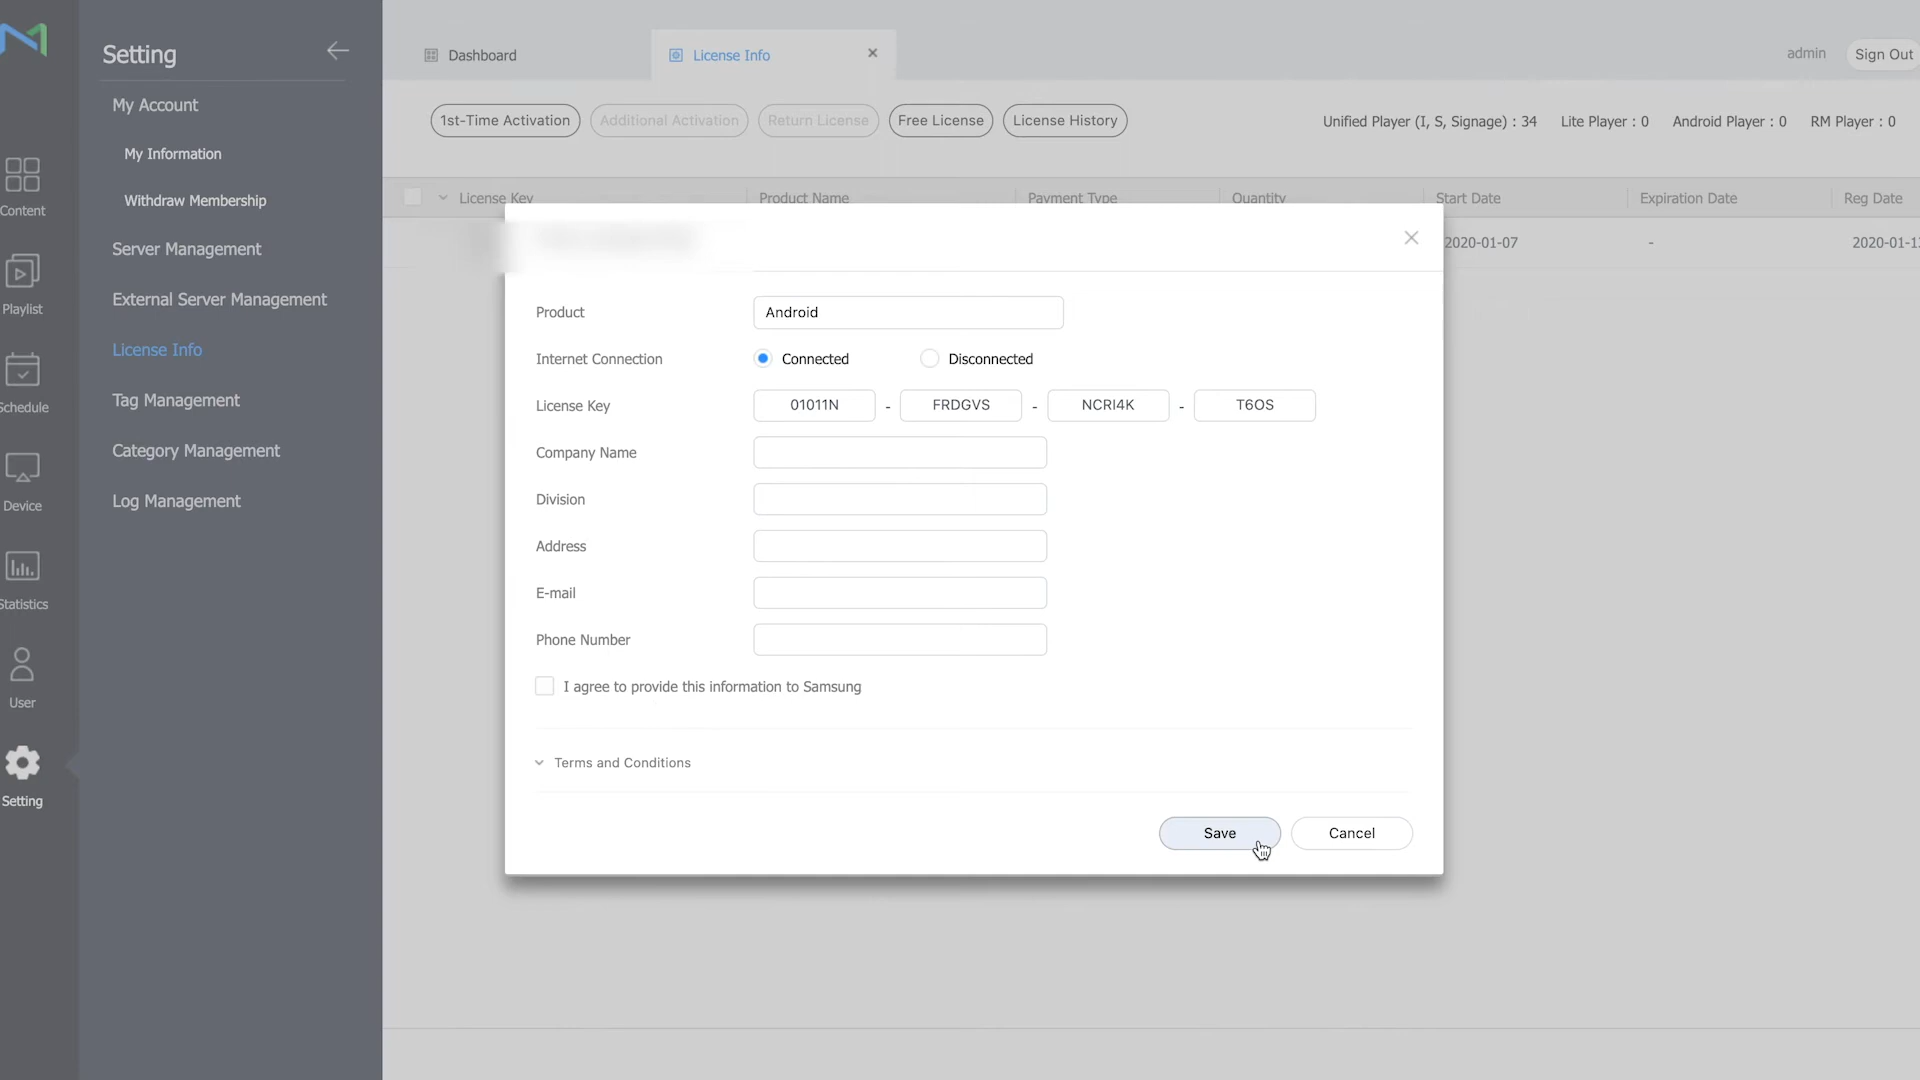 Setting
Dashboard
License Info
admin
Sign Out
My Account
My Information
Withdraw Membership
Server Management
External Server Management
License Info
Tag Management
Category Management
Log Management
Content
Playlist
Schedule
Device
Statistics
User
Setting
1st-Time Activation
Additional Activation
Return License
Free License
License History
Unified Player (I, S, Signage) : 34
Lite Player : 0
Android Player : 0
RM Player : 0
License Key
Product Name
Payment Type
Quantity
Start Date
Expiration Date
Reg Date
2020-01-07
-
2020-01-1
Product
Android
Internet Connection
Connected
Disconnected
License Key
01011N - FRDGVS - NCRI4K - T6OS
Company Name
Division
Address
E-mail
Phone Number
I agree to provide this information to Samsung
Terms and Conditions
Save
Cancel